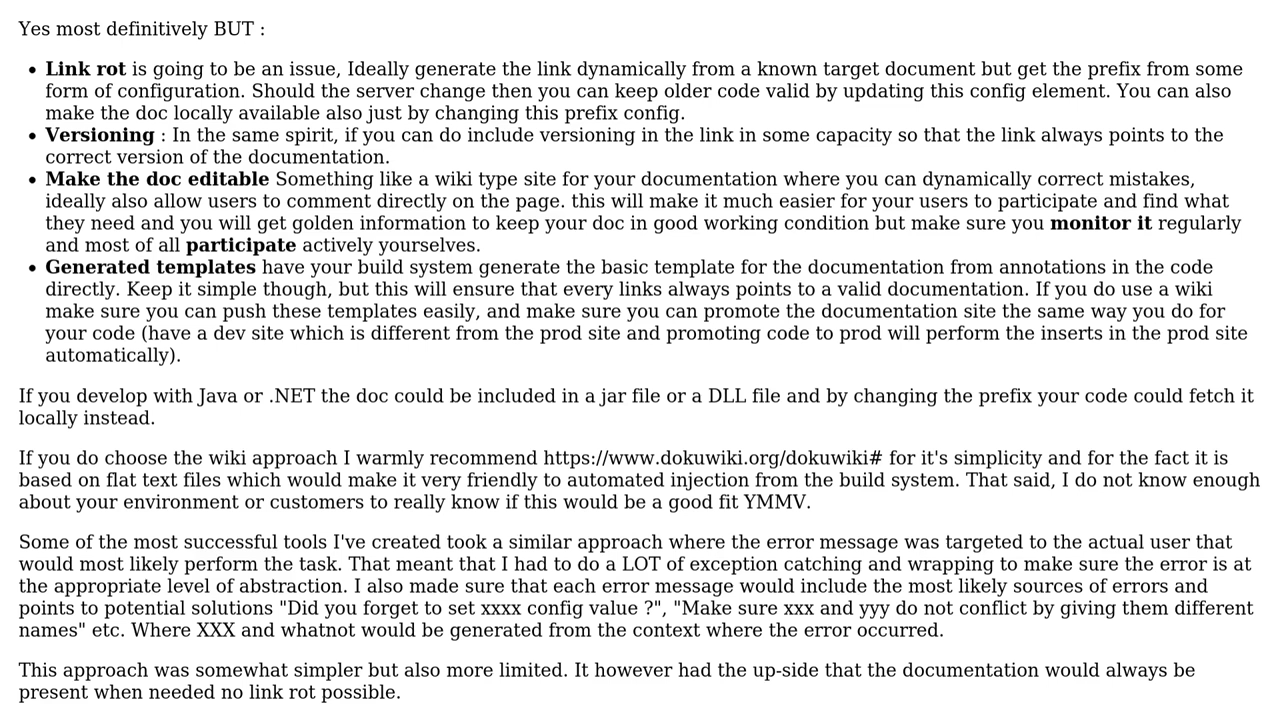 Yes most definitively BUT :
• Link rot is going to be an issue, Ideally generate the link dynamically from a known target document but get the prefix from some
form of configuration. Should the server change then you can keep older code valid by updating this config element. You can also
make the doc locally available also just by changing this prefix config.
• Versioning : In the same spirit, if you can do include versioning in the link in some capacity so that the link always points to the
correct version of the documentation.
• Make the doc editable Something like a wiki type site for your documentation where you can dynamically correct mistakes,
ideally also allow users to comment directly on the page. this will make it much easier for your users to participate and find what
they need and you will get golden information to keep your doc in good working condition but make sure you monitor it regularly
and most of all participate actively yourselves.
• Generated templates have your build system generate the basic template for the documentation from annotations in the code
directly. Keep it simple though, but this will ensure that every links always points to a valid documentation. If you do use a wiki
make sure you can push these templates easily, and make sure you can promote the documentation site the same way you do for
your code (have a dev site which is different from the prod site and promoting code to prod will perform the inserts in the prod site
automatically).
If you develop with Java or .NET the doc could be included in a jar file or a DLL file and by changing the prefix your code could fetch it
locally instead.
If you do choose the wiki approach I warmly recommend https://www.dokuwiki.org/dokuwiki# for it's simplicity and for the fact it is
based on flat text files which would make it very friendly to automated injection from the build system. That said, I do not know enough
about your environment or customers to really know if this would be a good fit YMMV.
Some of the most successful tools I've created took a similar approach where the error message was targeted to the actual user that
would most likely perform the task. That meant that I had to do a LOT of exception catching and wrapping to make sure the error is at
the appropriate level of abstraction. I also made sure that each error message would include the most likely sources of errors and
points to potential solutions "Did you forget to set xxxx config value ?", "Make sure xxx and yyy do not conflict by giving them different
names" etc. Where XXX and whatnot would be generated from the context where the error occurred.
This approach was somewhat simpler but also more limited. It however had the up-side that the documentation would always be
present when needed no link rot possible.